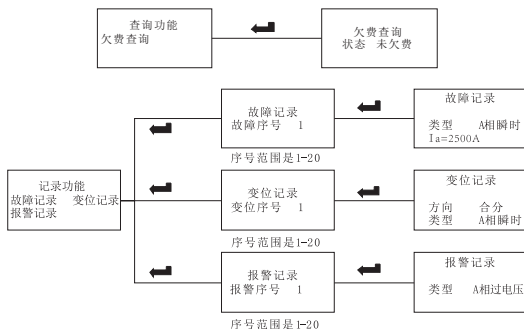 查询功能
欠费查询
欠费查询
状态 未欠费
故障记录
故障序号 1
序号范围是1-20
故障记录
类型 A相瞬时
Ia=2500A
记录功能
故障记录 变位记录
报警记录
变位记录
变位序号 1
序号范围是1-20
变位记录
方向 合分
类型 A相瞬时
报警记录
报警序号 1
序号范围是1-20
报警记录
类型 A相过电压